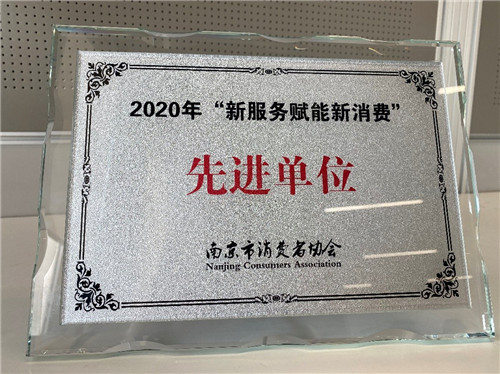 2020年“新服务赋能新消费”
先进单位
南京市消费者协会
Nanjing Consumers Association